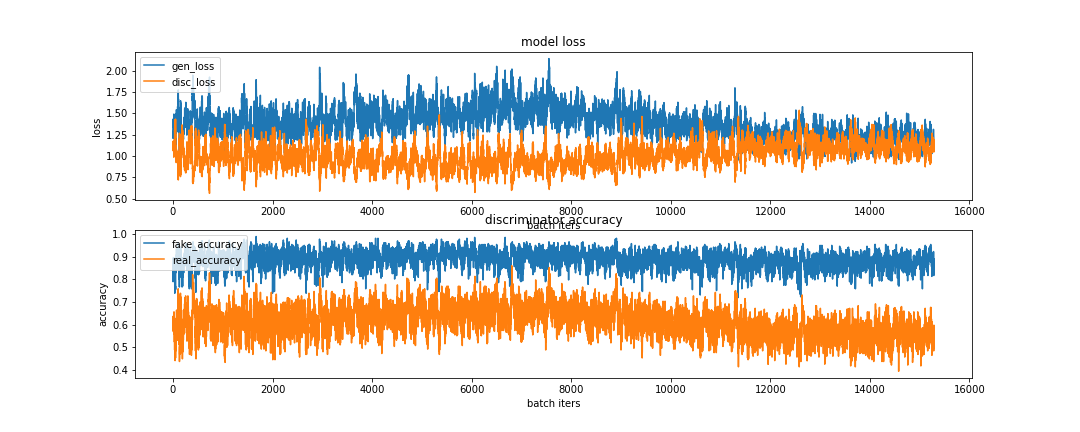 model loss
gen_loss
disc_loss
loss
2.00
1.75
1.50
1.25
1.00
0.75
0.50
0 2000 4000 6000 8000 10000 12000 14000 16000
batch iters
discriminator accuracy
fake_accuracy
real_accuracy
accuracy
1.0
0.9
0.8
0.7
0.6
0.5
0.4
0 2000 4000 6000 8000 10000 12000 14000 16000
batch iters